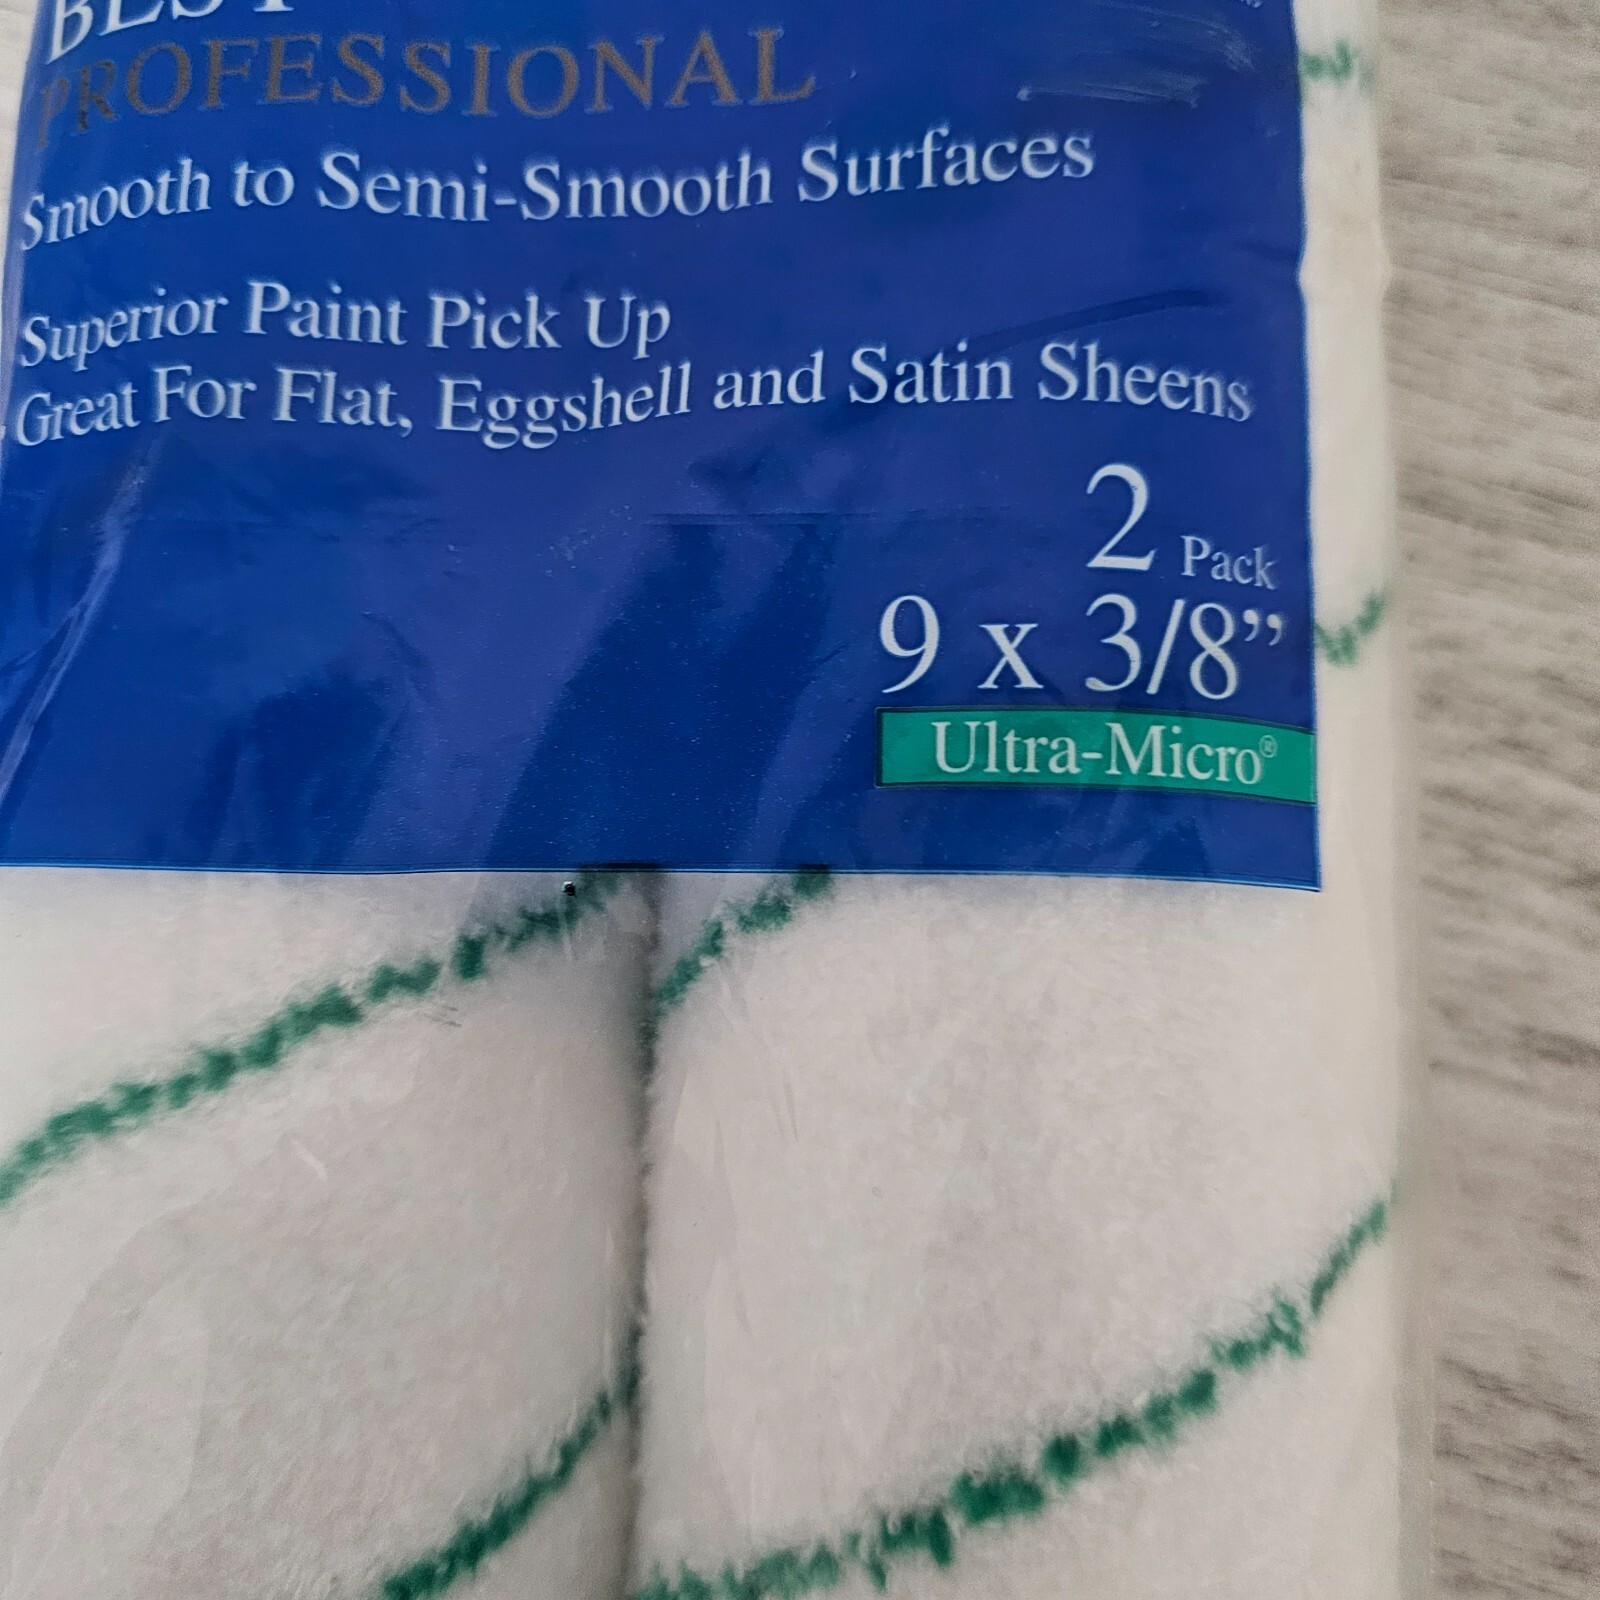 BEST
PROFESSIONAL
Smooth to Semi-Smooth Surfaces
Superior Paint Pick Up
Great For Flat, Eggshell and Satin Sheens
2 Pack
9 x 3/8”
Ultra-Micro®